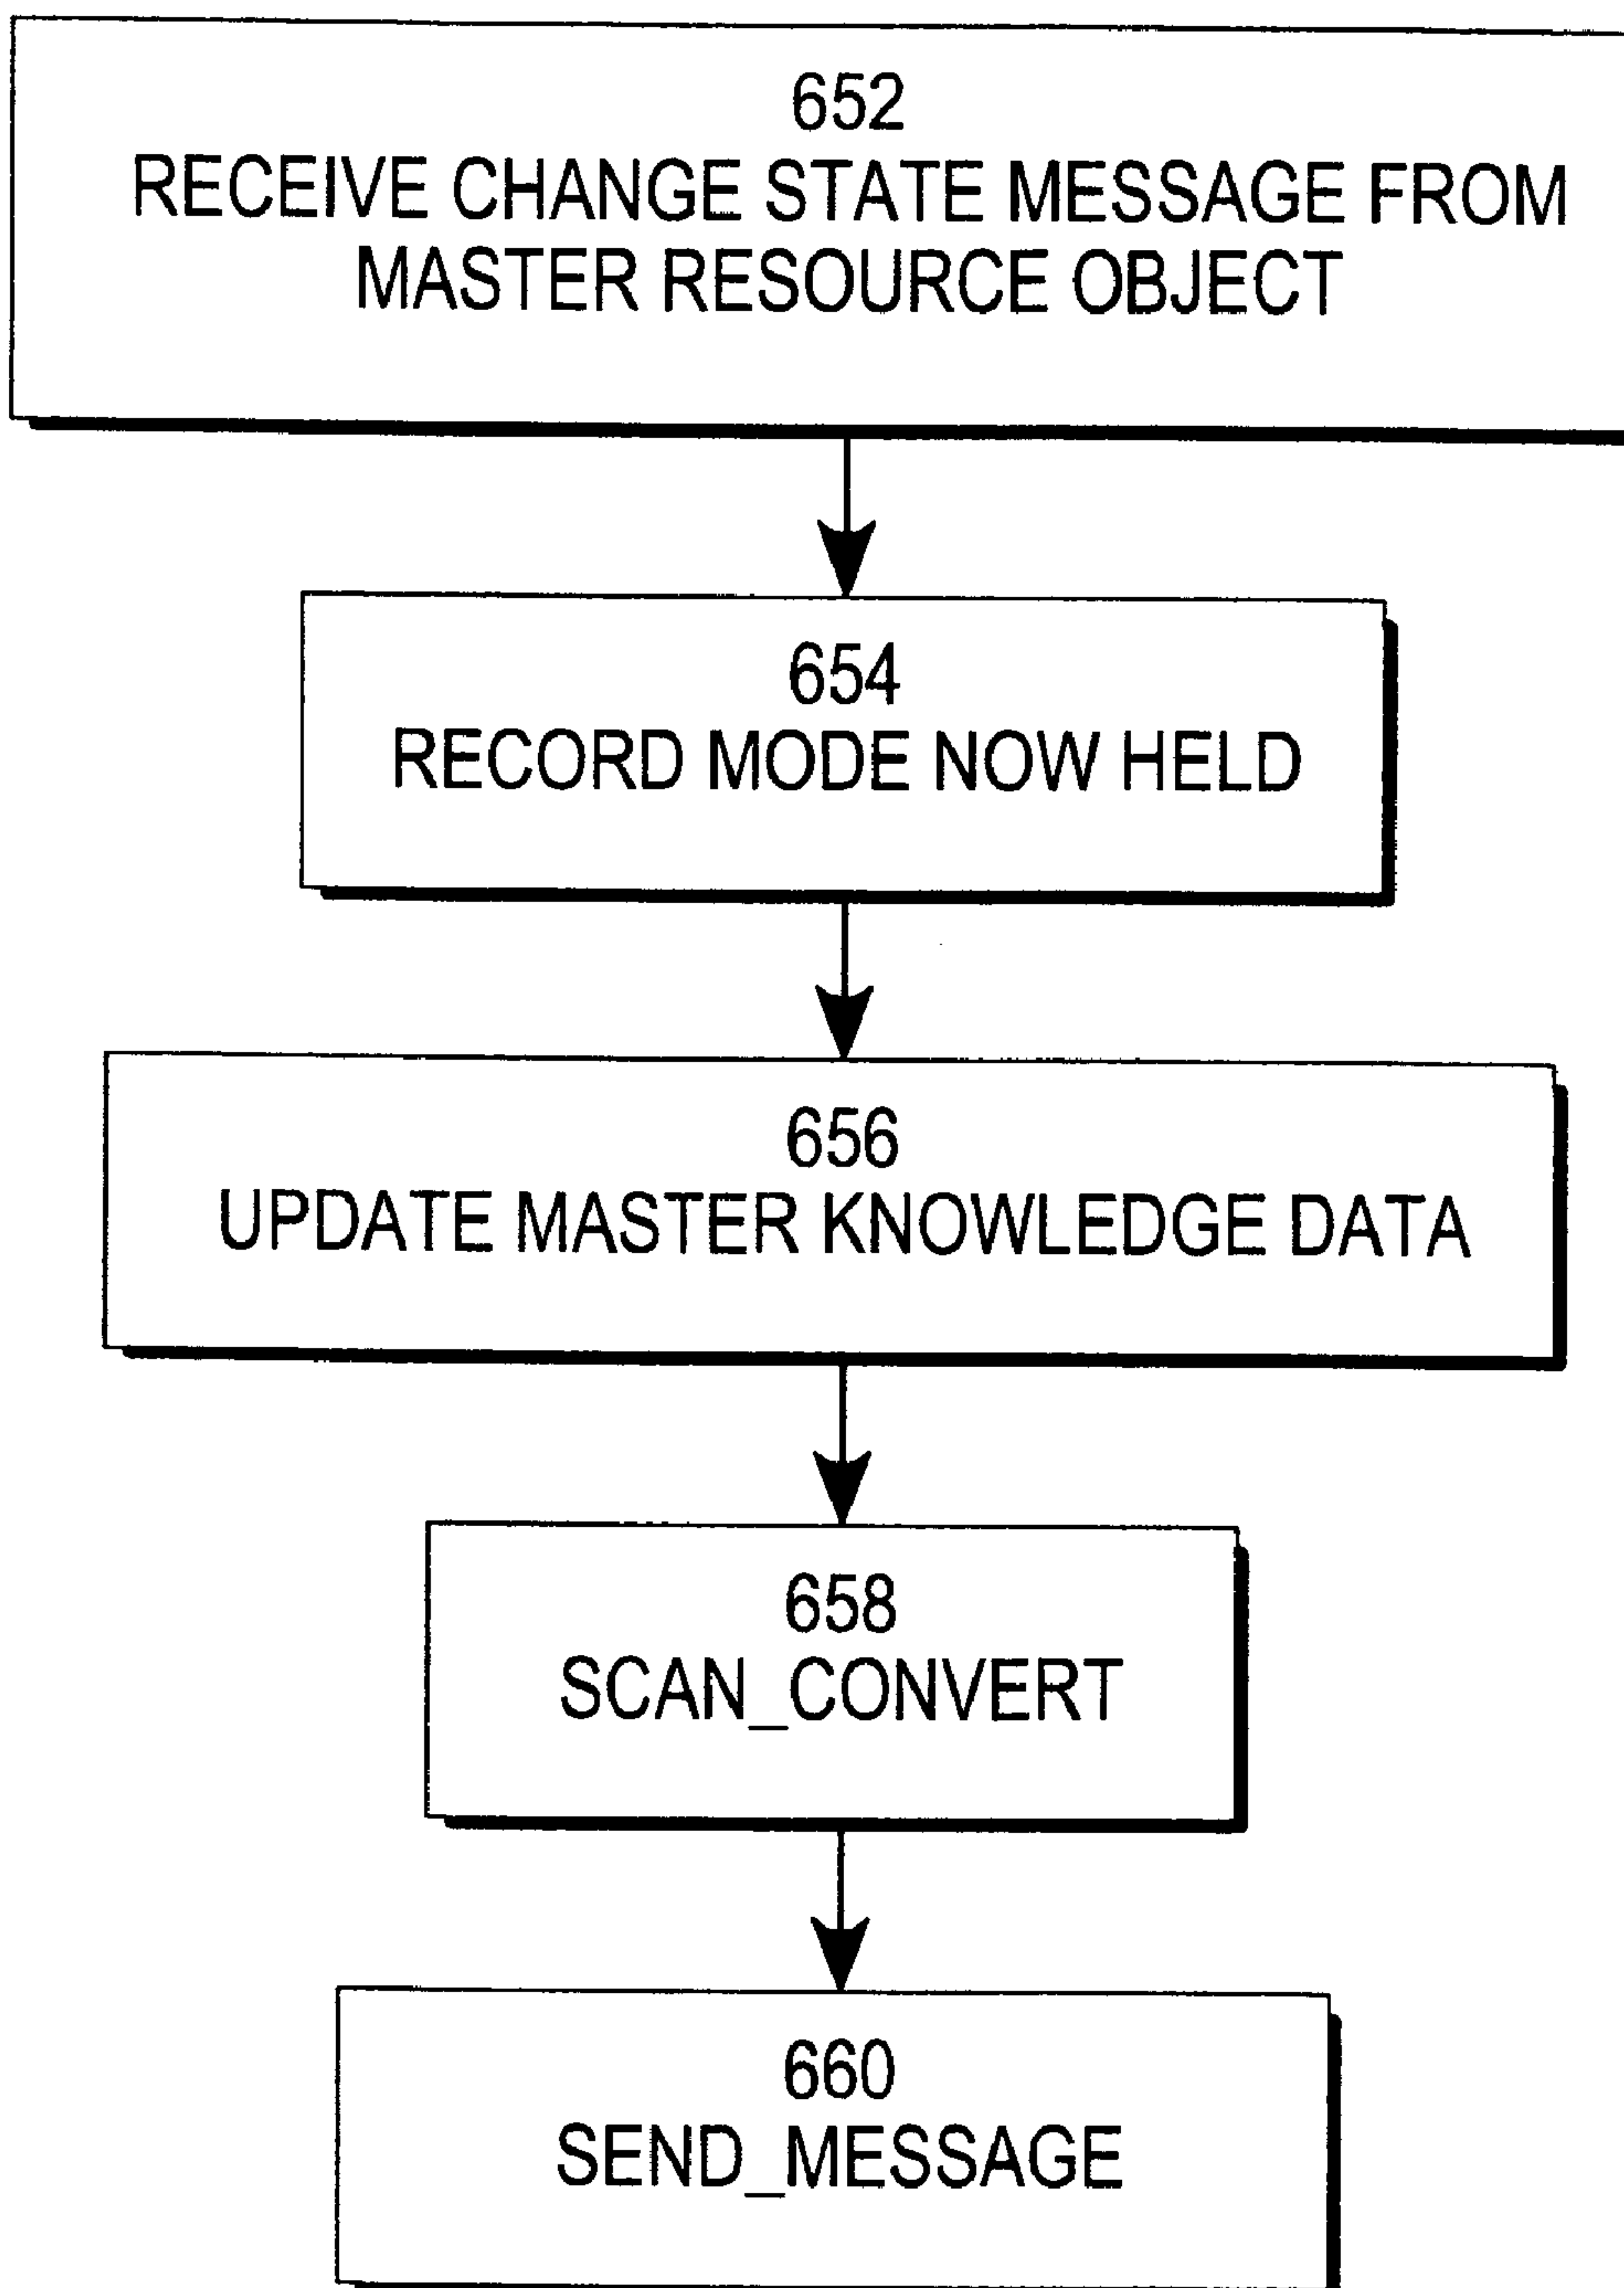 652
RECEIVE CHANGE STATE MESSAGE FROM
MASTER RESOURCE OBJECT
654
RECORD MODE NOW HELD
656
UPDATE MASTER KNOWLEDGE DATA
658
SCAN_CONVERT
660
SEND_MESSAGE